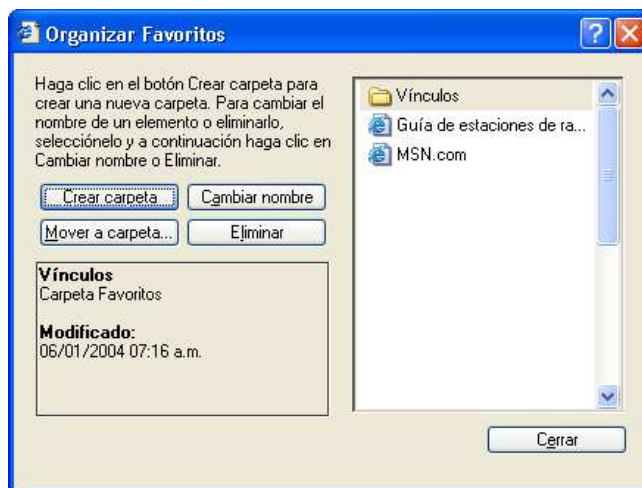 Organizar Favoritos
Haga clic en el botón Crear carpeta para
crear una nueva carpeta. Para cambiar el
nombre de un elemento o eliminarlo,
selecciónelo y a continuación haga clic en
Cambiar nombre o Eliminar.
Crear carpeta
Cambiar nombre
Mover a carpeta...
Eliminar
Vínculos
Carpeta Favoritos
Modificado:
06/01/2004 07:16 a.m.
Vínculos
Guía de estaciones de ra...
MSN.com
Cerrar